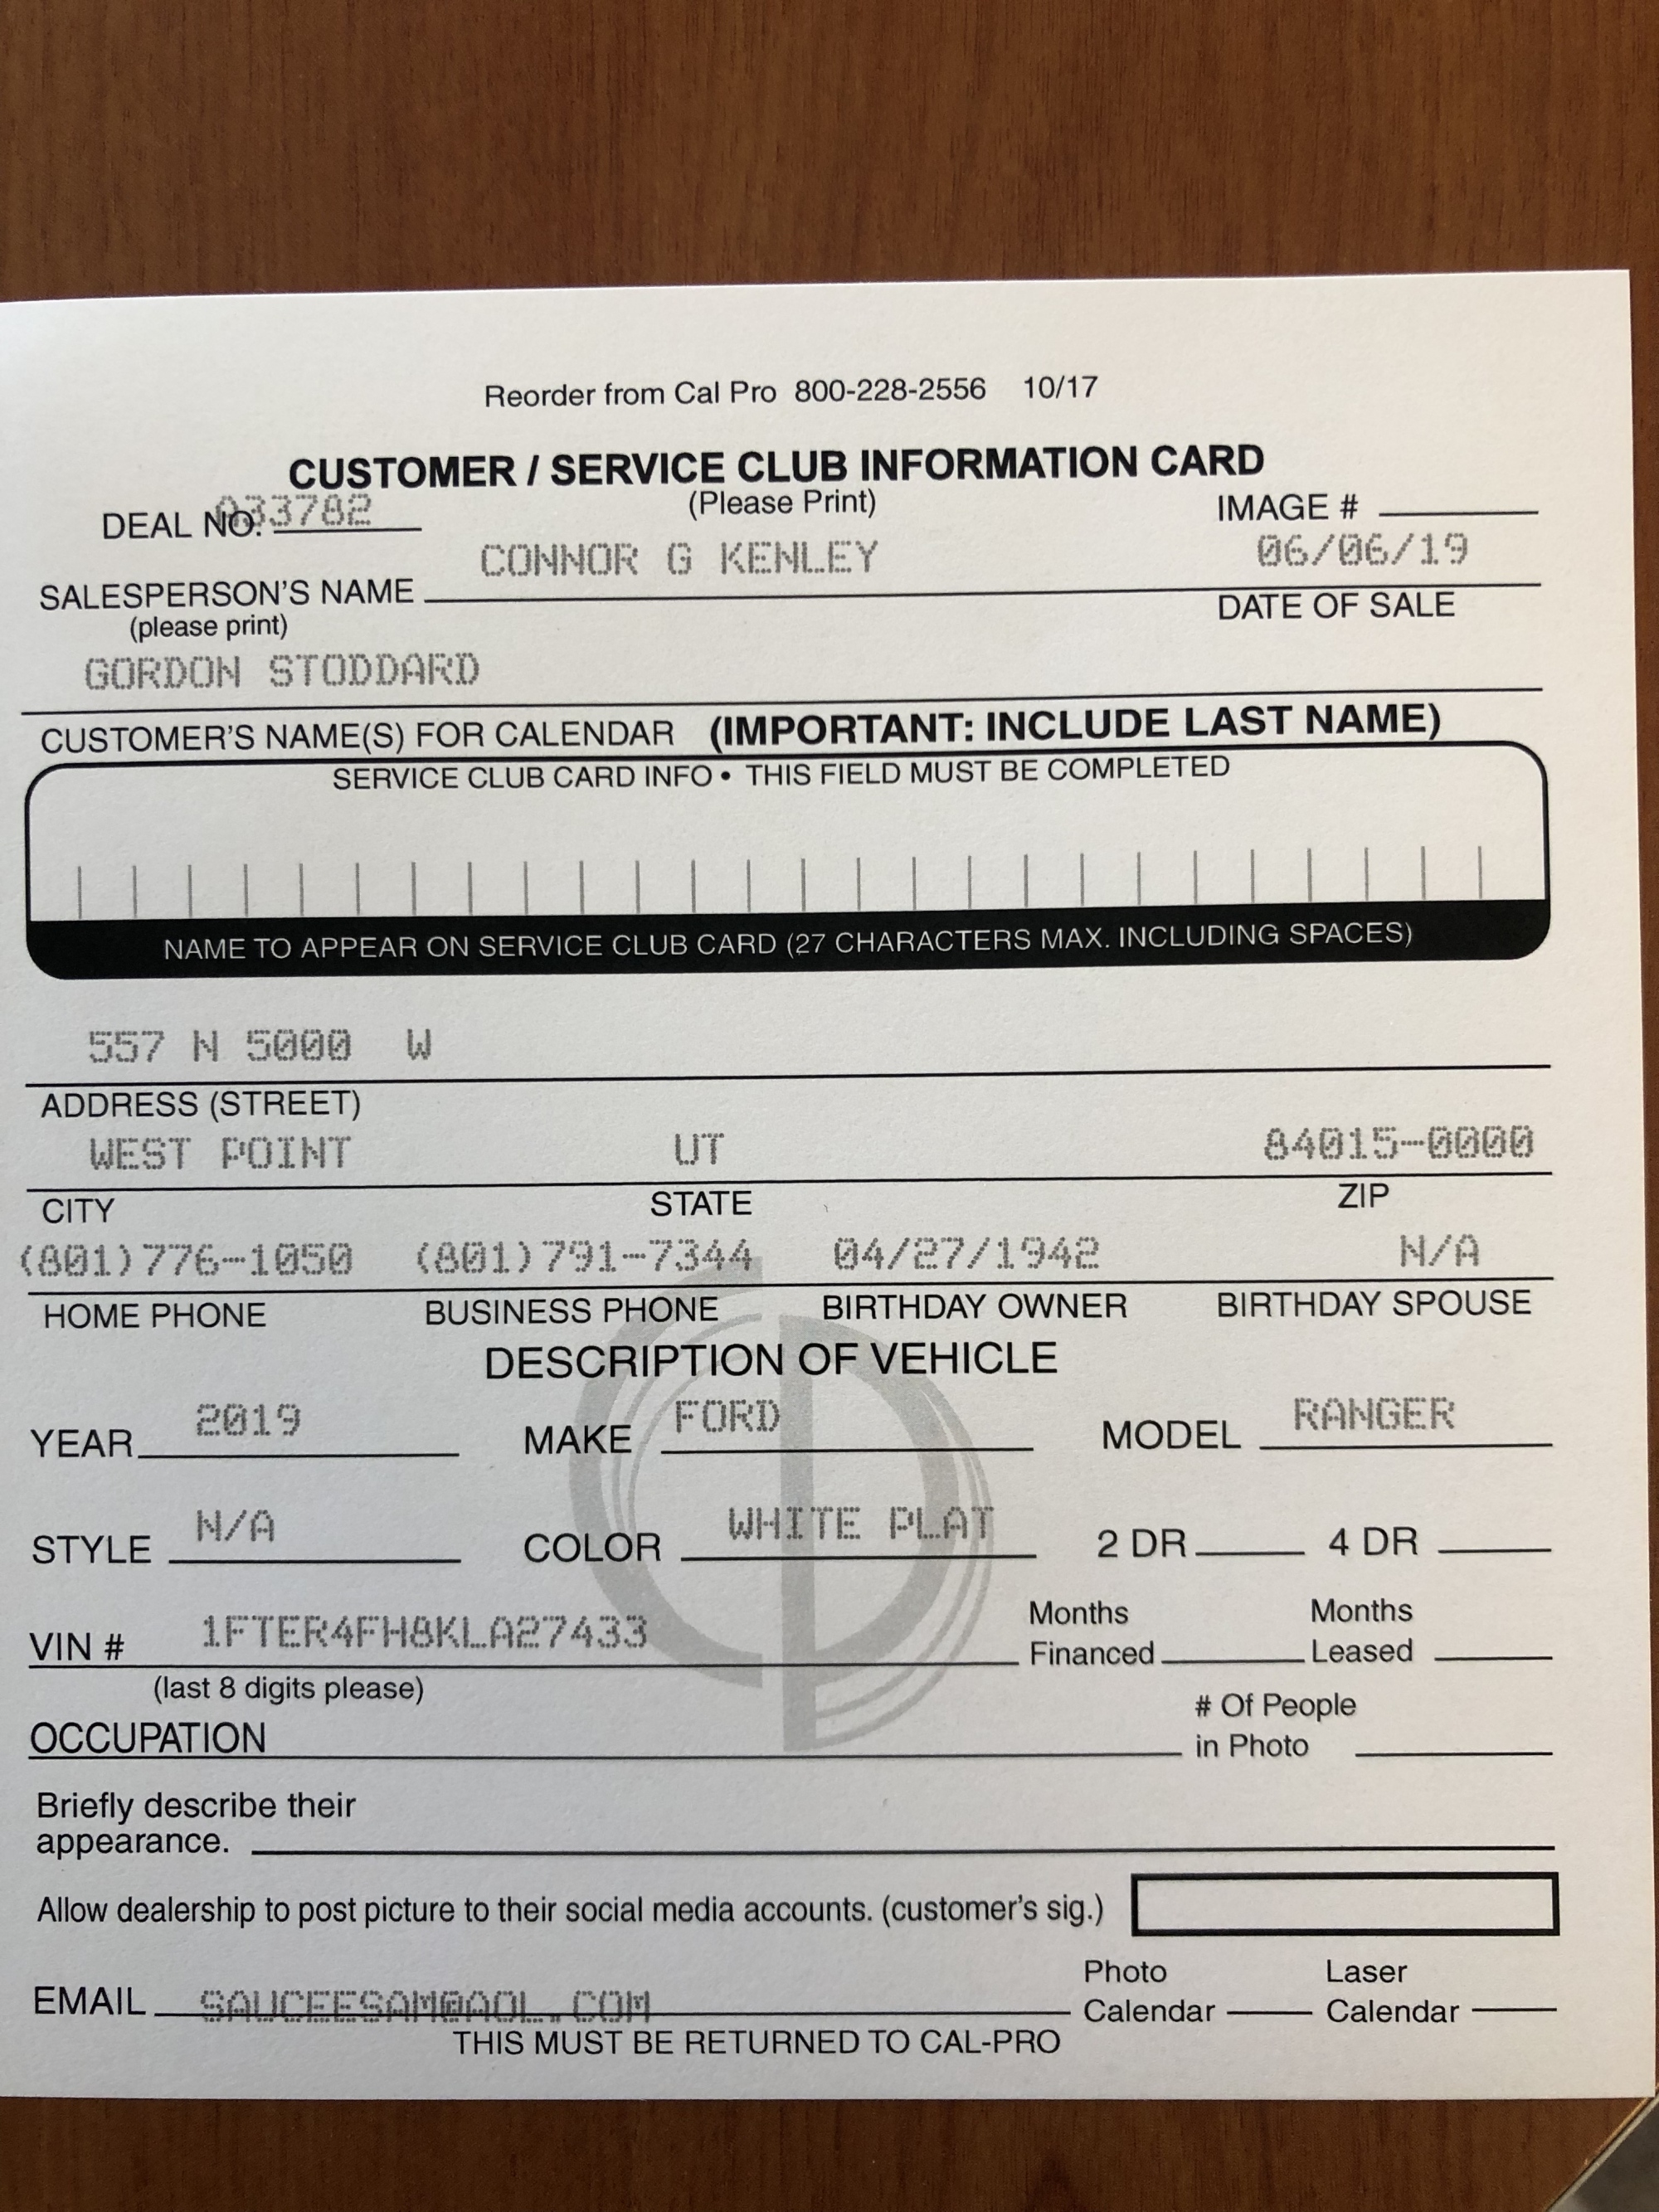 Reorder from Cal Pro 800-228-2556 10/17
CUSTOMER / SERVICE CLUB INFORMATION CARD
(Please Print)
DEAL NO. A33782 IMAGE #
SALESPERSON'S NAME CONNOR G KENLEY 06/06/19
(please print) DATE OF SALE
GORDON STODDARD
CUSTOMER'S NAME(S) FOR CALENDAR (IMPORTANT: INCLUDE LAST NAME)
SERVICE CLUB CARD INFO • THIS FIELD MUST BE COMPLETED
NAME TO APPEAR ON SERVICE CLUB CARD (27 CHARACTERS MAX. INCLUDING SPACES)
557 N 5000 W
ADDRESS (STREET)
WEST POINT UT 84015-0000
CITY STATE ZIP
(801)776-1050 (801)791-7344 04/27/1942 N/A
HOME PHONE BUSINESS PHONE BIRTHDAY OWNER BIRTHDAY SPOUSE
DESCRIPTION OF VEHICLE
YEAR 2019 MAKE FORD MODEL RANGER
STYLE N/A COLOR WHITE PLAT 2 DR 4 DR
VIN # 1FTER4FH8KLA27433 Months Financed Months Leased
(last 8 digits please)
OCCUPATION # Of People in Photo
Briefly describe their
appearance.
Allow dealership to post picture to their social media accounts. (customer's sig.)
EMAIL SAUCEESAM@AOL.COM Photo Calendar Laser Calendar
THIS MUST BE RETURNED TO CAL-PRO